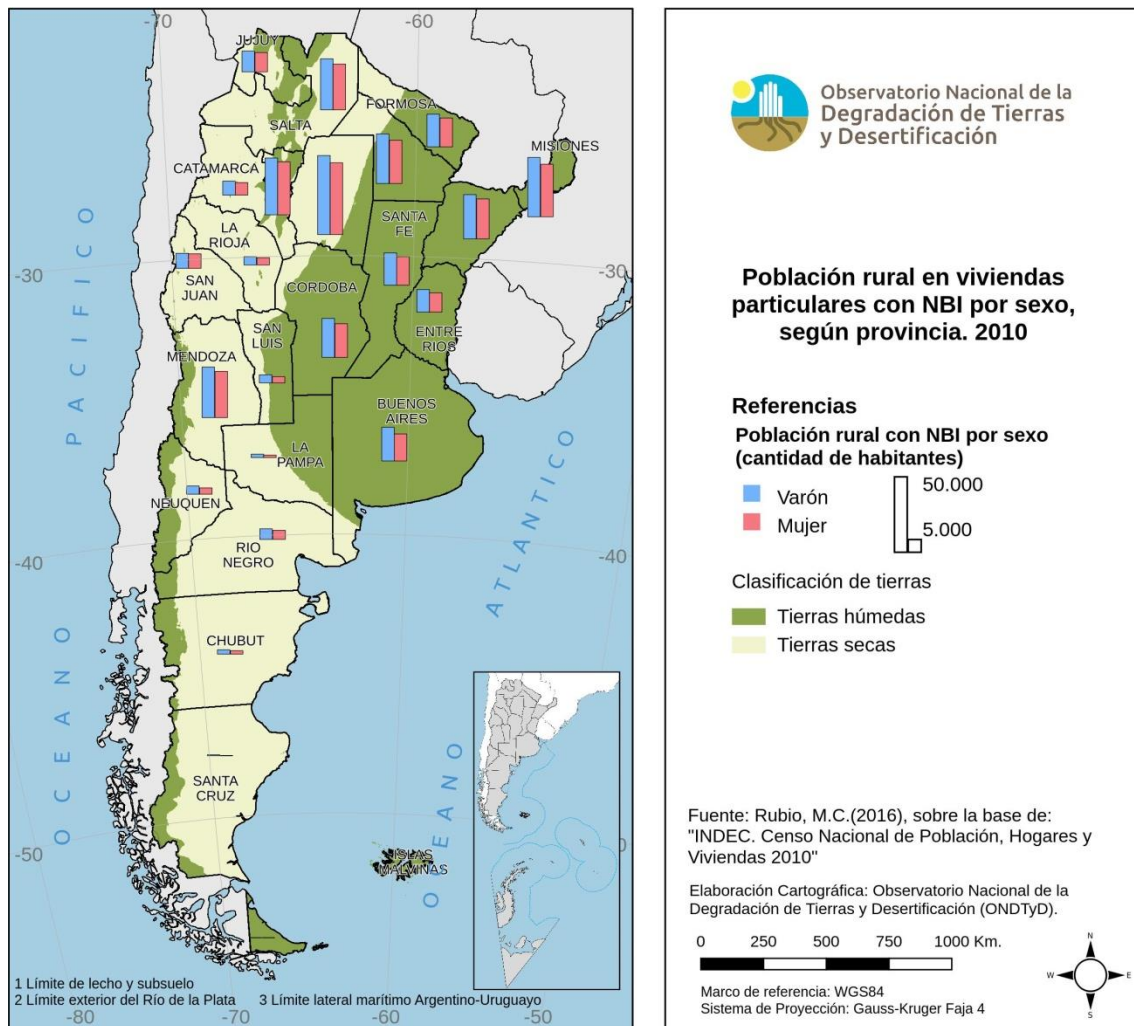 -70
-60
JUJUY
FORMOSA
SALTA
MISIONES
CATAMARCA
SANTA
FE
LA
RIOJA
-30
-30
SAN
JUAN
CORDOBA
SAN
LUIS
ENTRE
RIOS
MENDOZA
BUENOS
AIRES
LA
PAMPA
NEUQUEN
RIO
NEGRO
-40
-40
CHUBUT
SANTA
CRUZ
-50
0
ISLAS
MALVINAS
OCEANO PACIFICO
OCEANO ATLANTICO
1 Límite de lecho y subsuelo
2 Límite exterior del Río de la Plata 3 Límite lateral marítimo Argentino-Uruguayo
-80
-70
-60
-50
Observatorio Nacional de la
Degradación de Tierras
y Desertificación
Población rural en viviendas
particulares con NBI por sexo,
según provincia. 2010
Referencias
Población rural con NBI por sexo
(cantidad de habitantes)
Varón
Mujer
50.000
5.000
Clasificación de tierras
Tierras húmedas
Tierras secas
Fuente: Rubio, M.C.(2016), sobre la base de:
"INDEC. Censo Nacional de Población, Hogares y
Viviendas 2010"
Elaboración Cartográfica: Observatorio Nacional de la
Degradación de Tierras y Desertificación (ONDTyD).
0 250 500 750 1000 Km.
Marco de referencia: WGS84
Sistema de Proyección: Gauss-Kruger Faja 4
N
W E
S